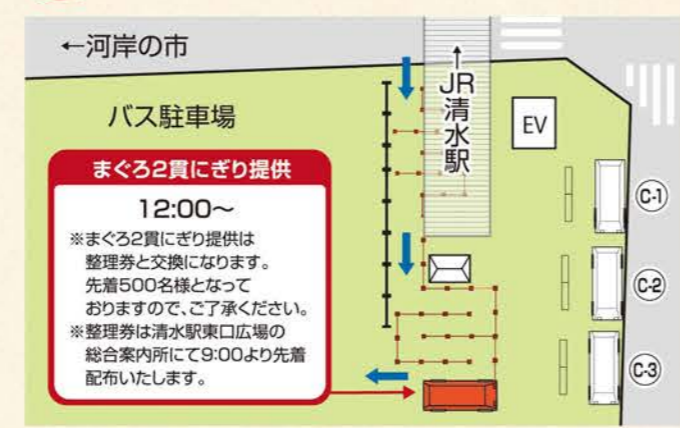 ←河岸の市
バス駐車場
↑JR清水駅
EV
まぐろ2貫にぎり提供
12:00～
※まぐろ2貫にぎり提供は
整理券と交換になります。
先着500名様となって
おりますので、ご了承ください。
※整理券は清水駅東口広場の
総合案内所にて9:00より先着
配布いたします。
C-1
C-2
C-3